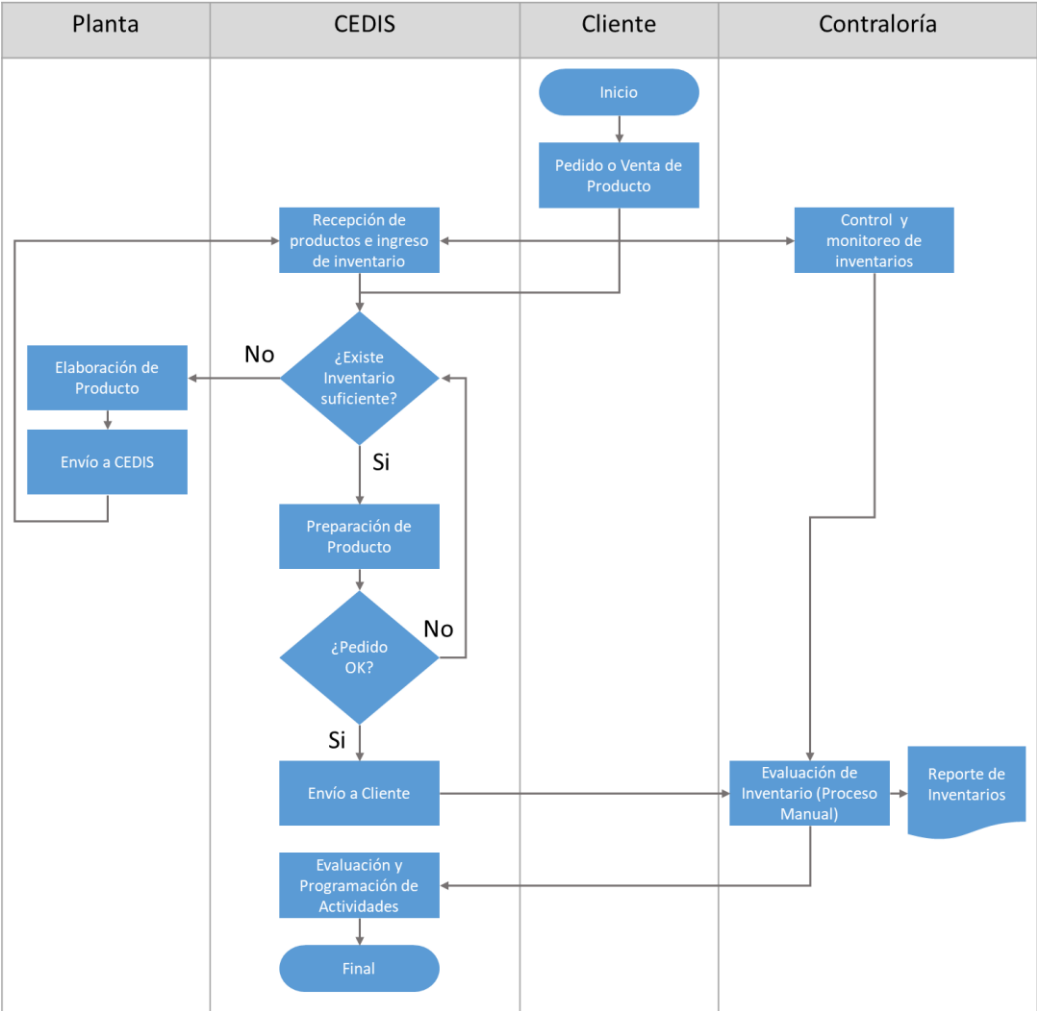 Planta
CEDIS
Cliente
Contraloría
Inicio
Pedido o Venta de
Producto
Recepción de
productos e ingreso
de inventario
Control y
monitoreo de
inventarios
¿Existe
Inventario
suficiente?
No
Elaboración de
Producto
Envío a CEDIS
Si
Preparación de
Producto
¿Pedido
OK?
No
Si
Envío a Cliente
Evaluación de
Inventario (Proceso
Manual)
Reporte de
Inventarios
Evaluación y
Programación de
Actividades
Final